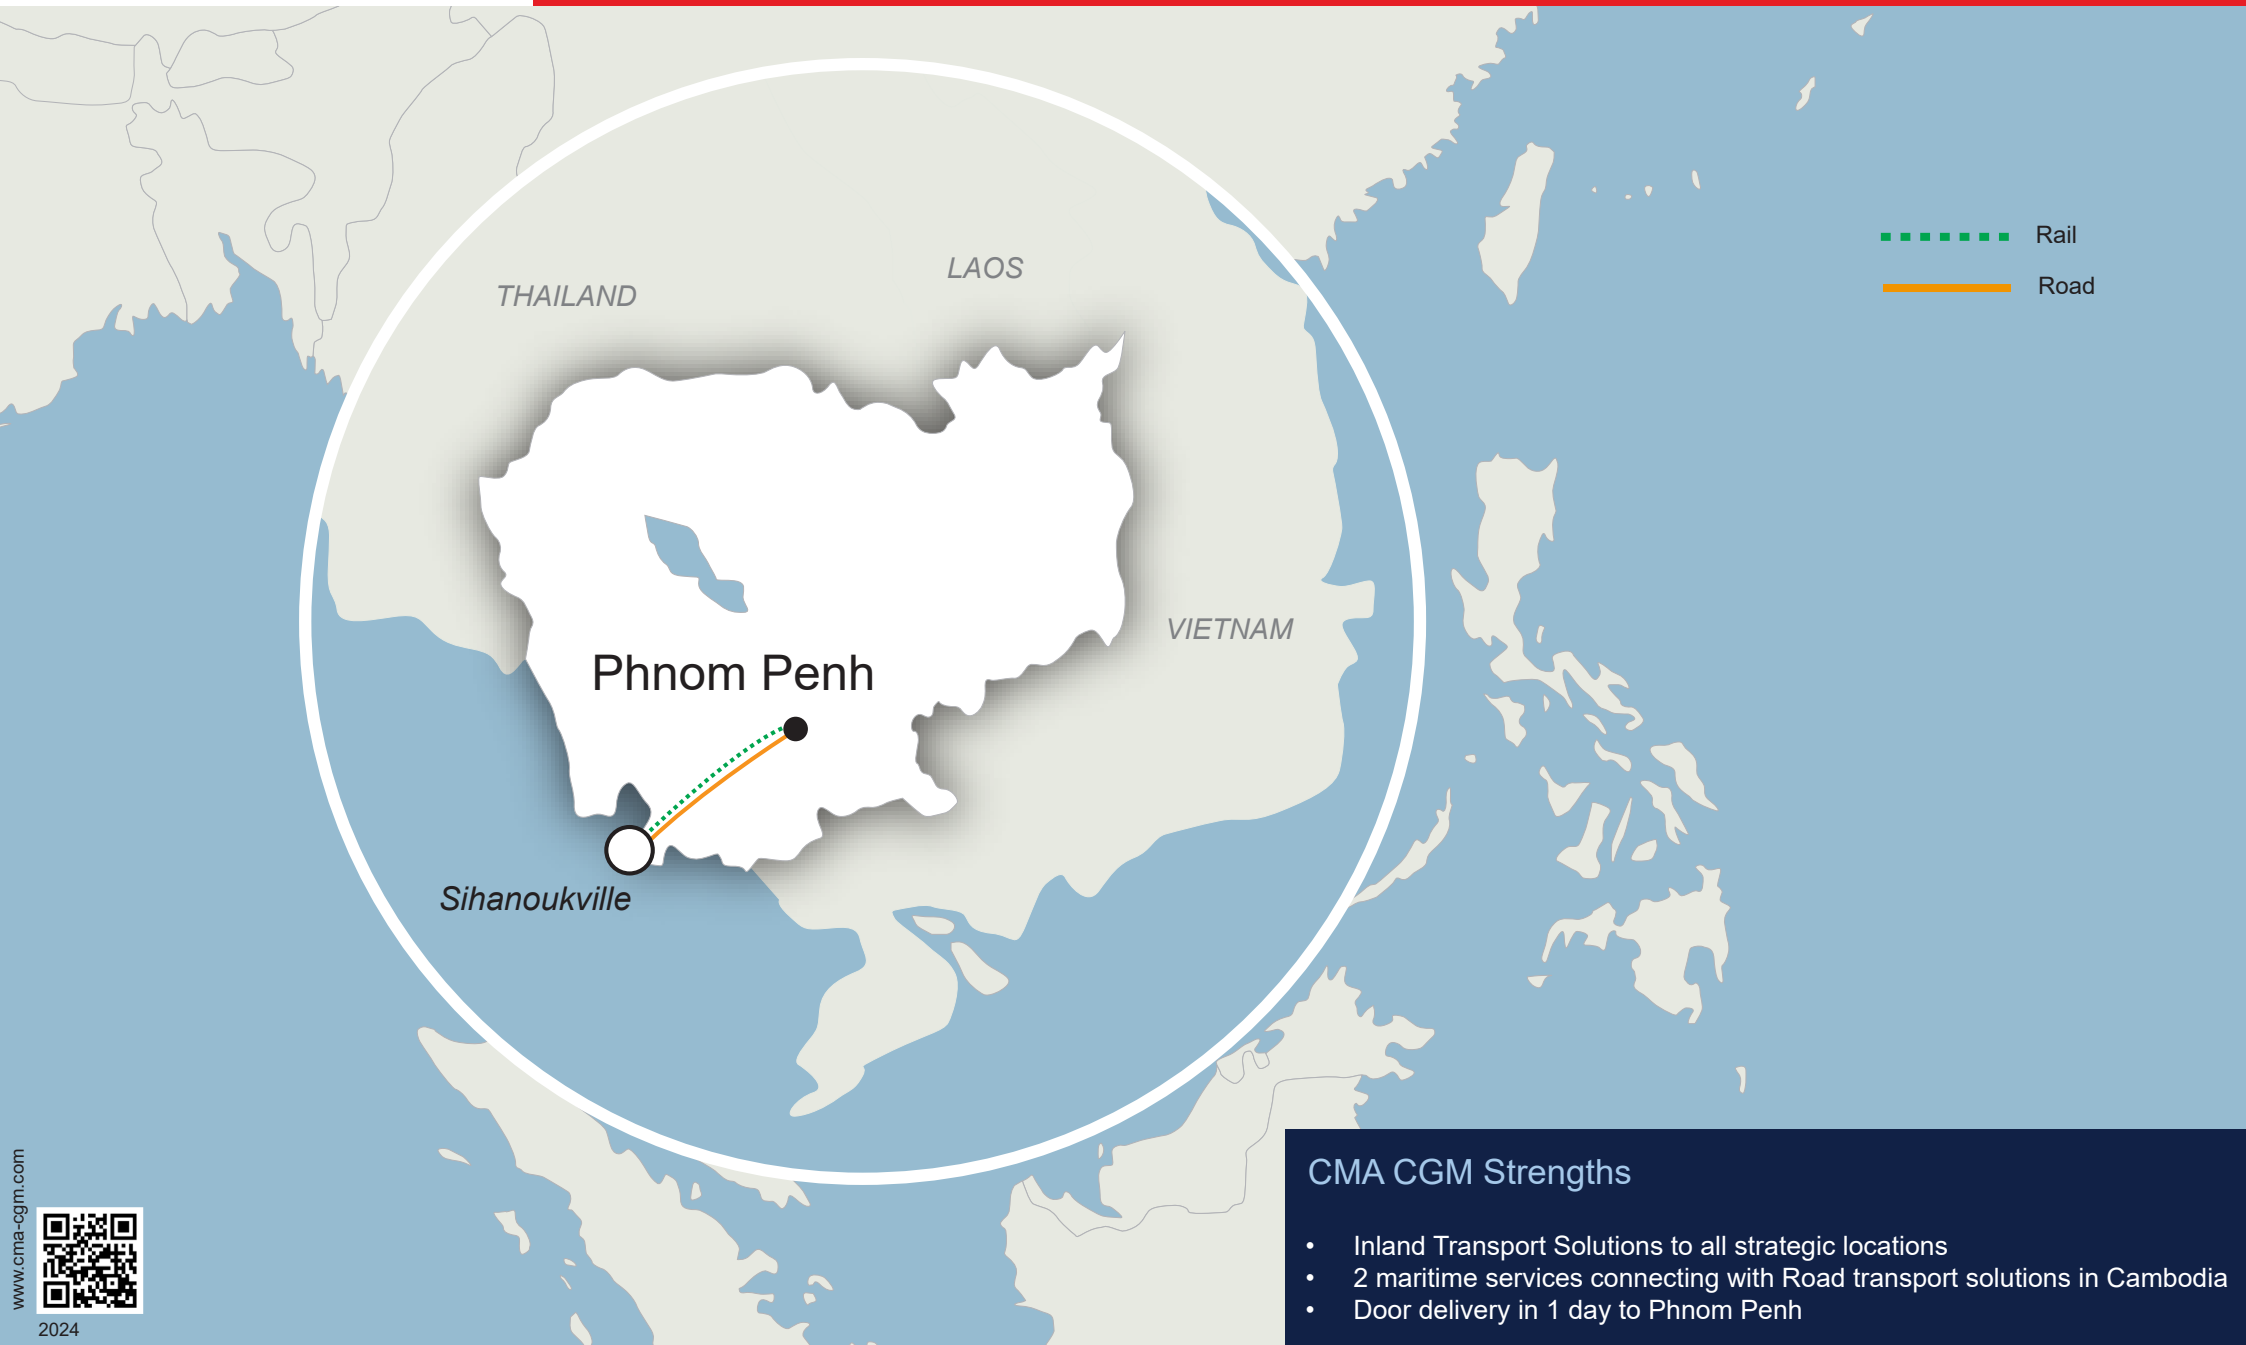 Rail
Road
THAILAND
LAOS
VIETNAM
Phnom Penh
Sihanoukville
CMA CGM Strengths
• Inland Transport Solutions to all strategic locations
• 2 maritime services connecting with Road transport solutions in Cambodia
• Door delivery in 1 day to Phnom Penh
www.cma-cgm.com
2024